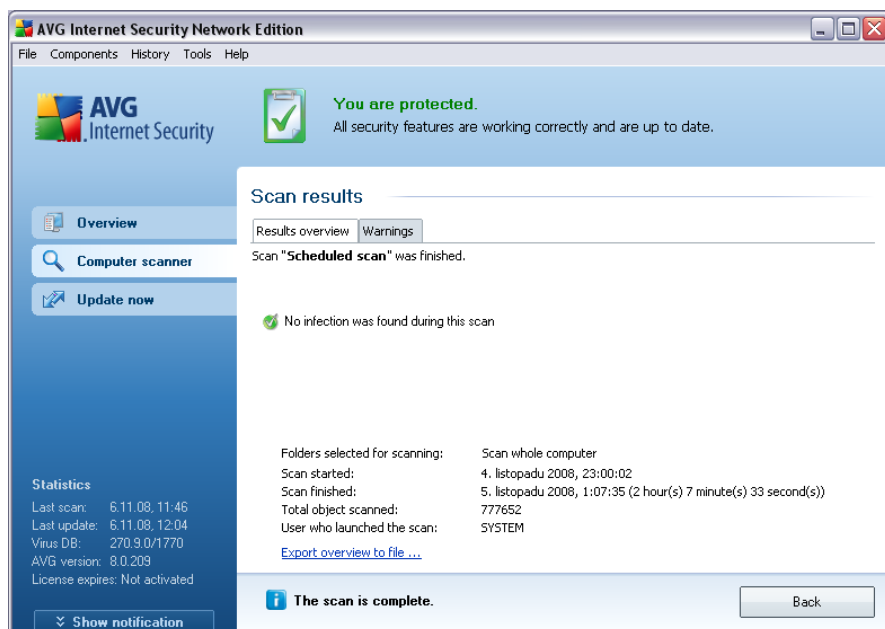 AVG Internet Security Network Edition
File Components History Tools Help
AVG
Internet Security
You are protected.
All security features are working correctly and are up to date.
Overview
Computer scanner
Update now
Scan results
Results overview Warnings
Scan "Scheduled scan" was finished.
No infection was found during this scan
Folders selected for scanning: Scan whole computer
Scan started: 4. listopadu 2008, 23:00:02
Scan finished: 5. listopadu 2008, 1:07:35 (2 hour(s) 7 minute(s) 33 second(s))
Total object scanned: 777652
User who launched the scan: SYSTEM
Export overview to file ...
Statistics
Last scan: 6.11.08, 11:46
Last update: 6.11.08, 12:04
Virus DB: 270.9.0/1770
AVG version: 8.0.209
License expires: Not activated
Show notification
The scan is complete.
Back